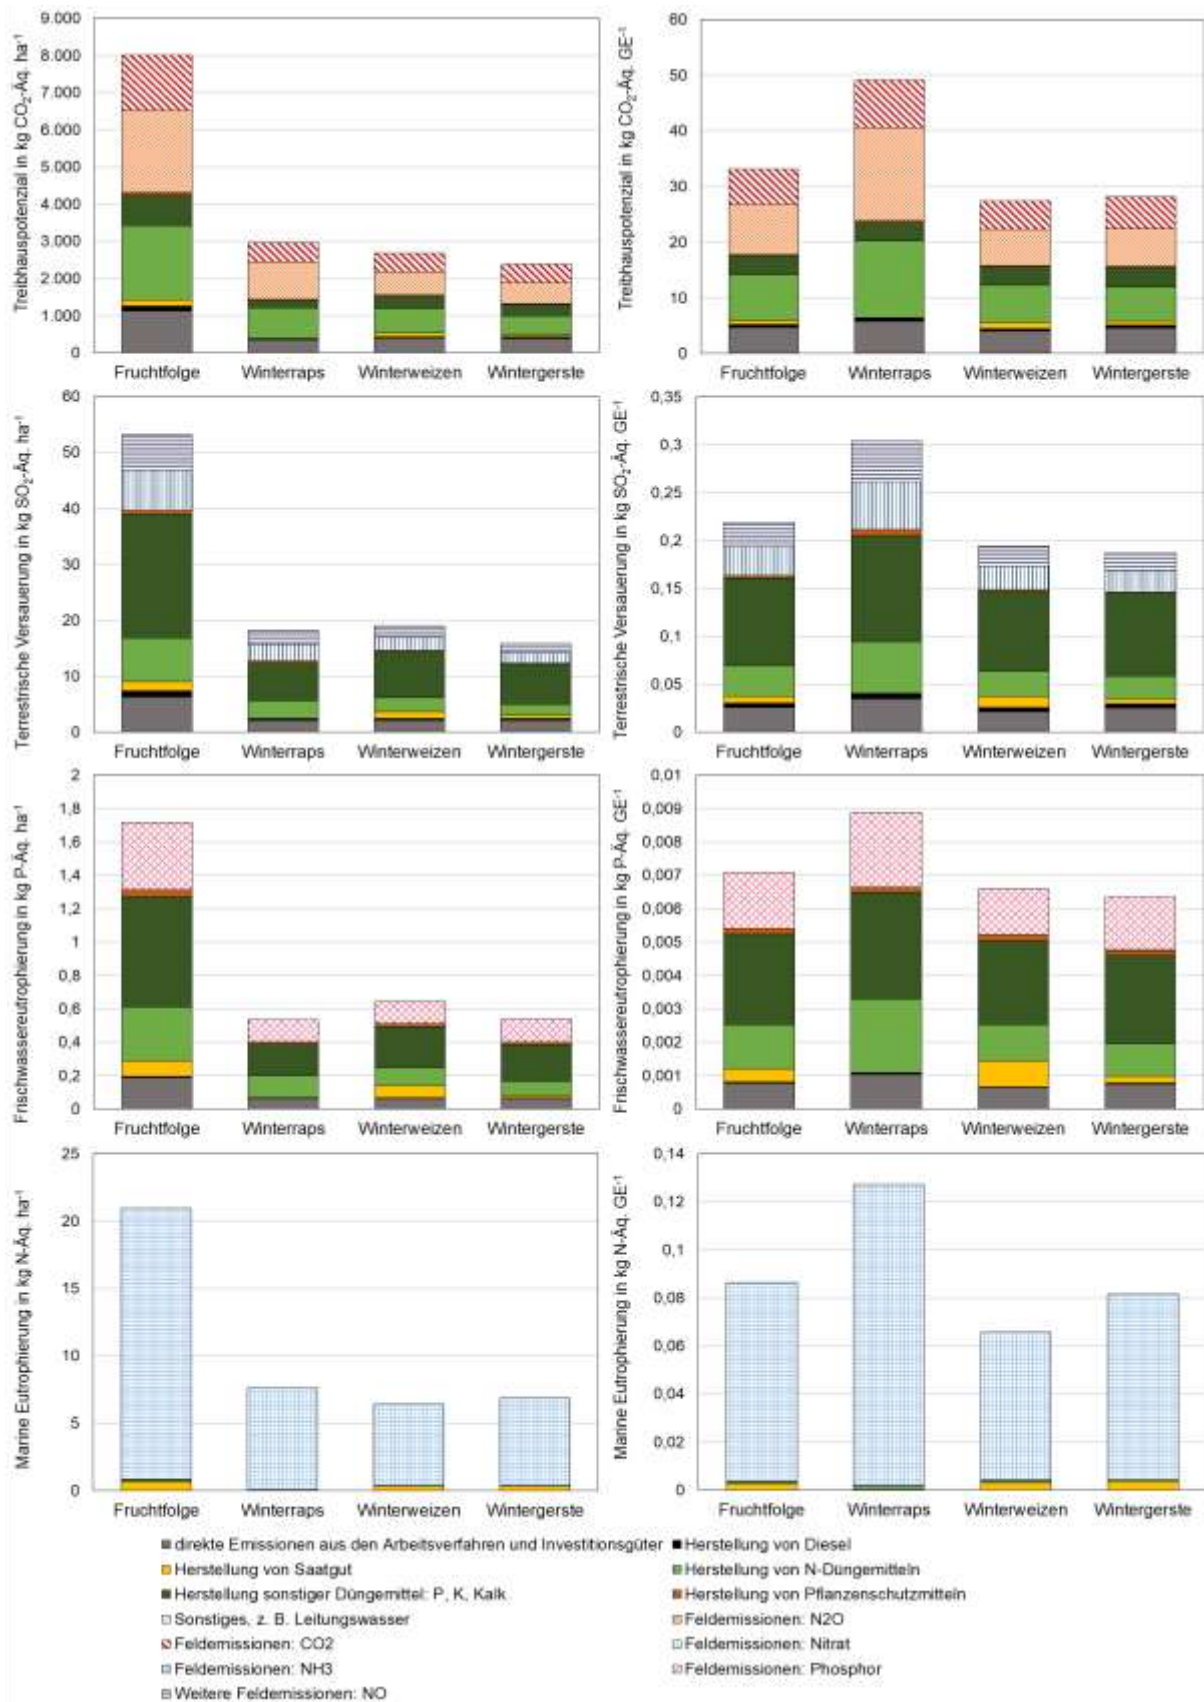 Treibhauspotenzial in kg CO₂-Äq. ha⁻¹
9.000
8.000
7.000
6.000
5.000
4.000
3.000
2.000
1.000
0
Fruchtfolge Winterraps Winterweizen Wintergerste
Treibhauspotenzial in kg CO₂-Äq. GE⁻¹
60
50
40
30
20
10
0
Fruchtfolge Winterraps Winterweizen Wintergerste
Terrestrische Versauerung in kg SO₂-Äq. ha⁻¹
60
50
40
30
20
10
0
Fruchtfolge Winterraps Winterweizen Wintergerste
Terrestrische Versauerung in kg SO₂-Äq. GE⁻¹
0,35
0,3
0,25
0,2
0,15
0,1
0,05
0
Fruchtfolge Winterraps Winterweizen Wintergerste
Frischwassereutrophierung in kg P-Äq. ha⁻¹
2
1,8
1,6
1,4
1,2
1
0,8
0,6
0,4
0,2
0
Fruchtfolge Winterraps Winterweizen Wintergerste
Frischwassereutrophierung in kg P-Äq. GE⁻¹
0,01
0,009
0,008
0,007
0,006
0,005
0,004
0,003
0,002
0,001
0
Fruchtfolge Winterraps Winterweizen Wintergerste
Marine Eutrophierung in kg N-Äq. ha⁻¹
25
20
15
10
5
0
Fruchtfolge Winterraps Winterweizen Wintergerste
Marine Eutrophierung in kg N-Äq. GE⁻¹
0,14
0,12
0,1
0,08
0,06
0,04
0,02
0
Fruchtfolge Winterraps Winterweizen Wintergerste
direkte Emissionen aus den Arbeitsverfahren und Investitionsgüter Herstellung von Diesel
Herstellung von Saatgut Herstellung von N-Düngemitteln
Herstellung sonstiger Düngemittel: P, K, Kalk Herstellung von Pflanzenschutzmitteln
Sonstiges, z. B. Leitungswasser Feldemissionen: N2O
Feldemissionen: CO2 Feldemissionen: Nitrat
Feldemissionen: NH3 Feldemissionen: Phosphor
Weitere Feldemissionen: NO